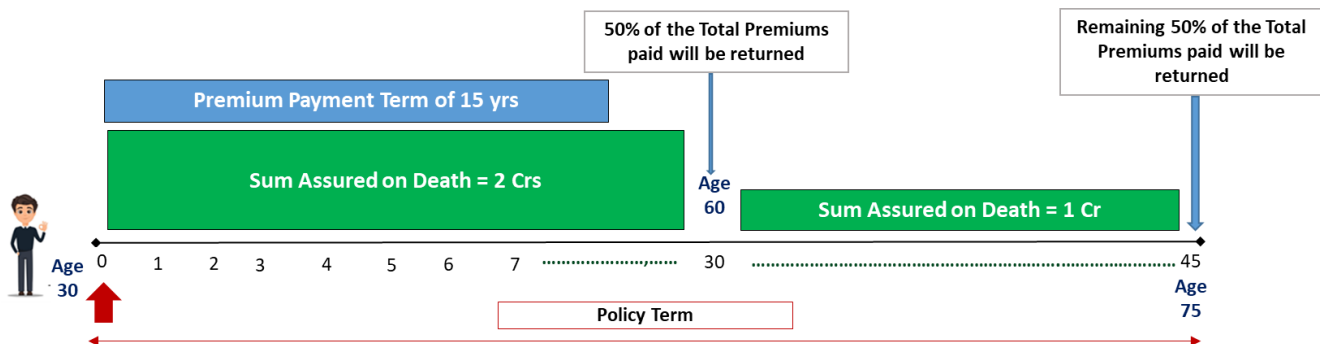 50% of the Total Premiums
paid will be returned
Remaining 50% of the Total
Premiums paid will be
returned
Premium Payment Term of 15 yrs
Sum Assured on Death = 2 Crs
Age
60
Sum Assured on Death = 1 Cr
Age
30
0 1 2 3 4 5 6 7 ........................,...... 30 ............................................................ 45
Age
75
Policy Term